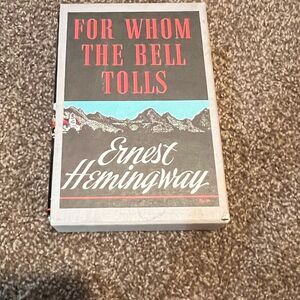 FOR WHOM
THE BELL
TOLLS
Ernest
Hemingway